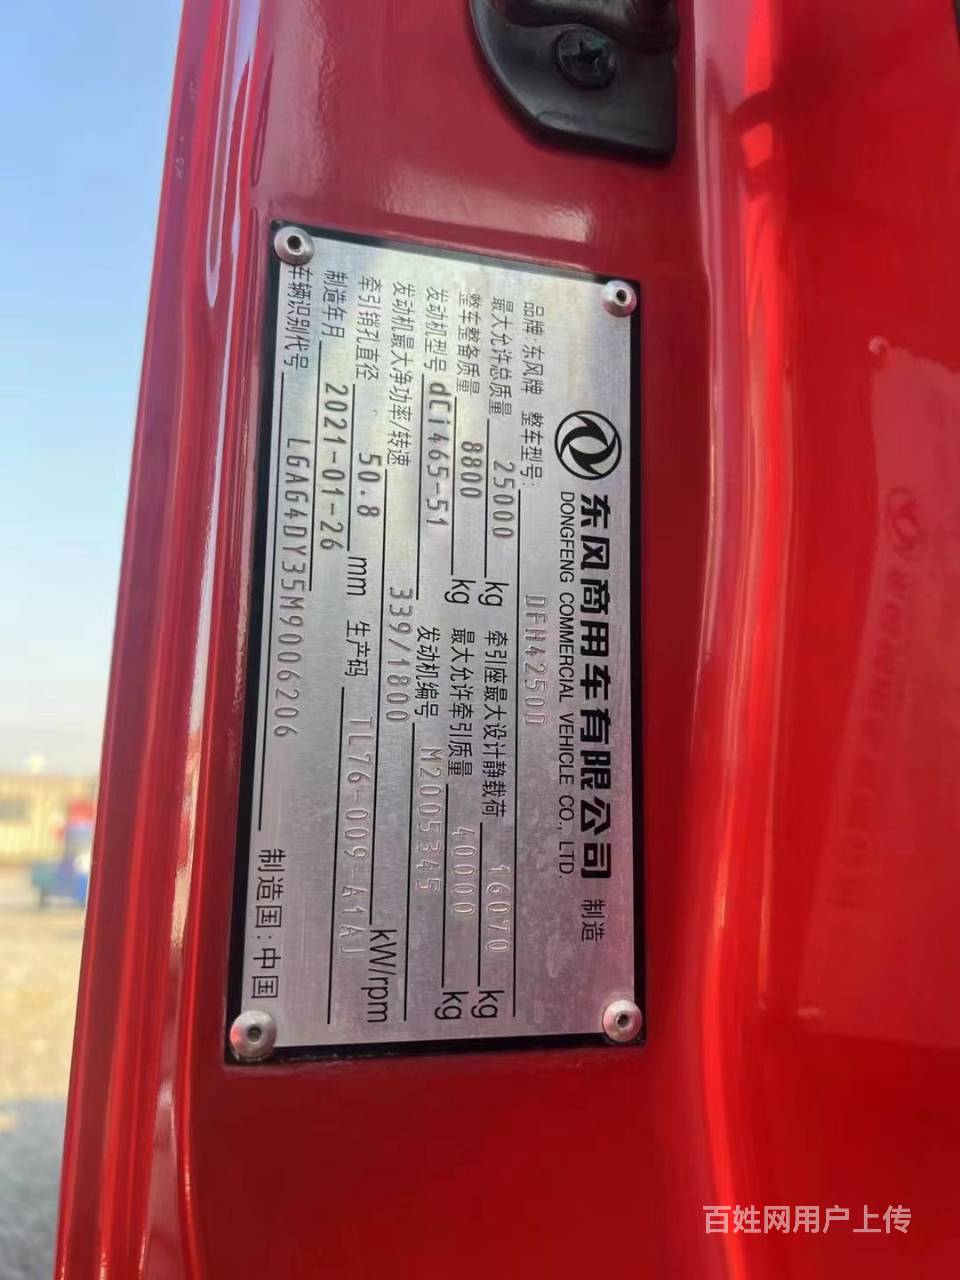 东风商用车有限公司 制造
DONGFENG COMMERCIAL VEHICLE CO., LTD.
品牌:东风牌 整车型号: DFH4250D
最大允许总质量 25000 kg 牵引座最大设计静载荷 16070 kg
整车整备质量 8800 kg 最大允许牵引质量 40000 kg
发动机型号 dCi465-51 发动机编号 M2005345
发动机最大净功率/转速 339/1800 kW/rpm
牵引销孔直径 50.8 mm 生产码 TL76-009-A1AJ
制造年月 2021-01-26
车辆识别代号 LGAG4DY35M9006206 制造国:中国
百姓网用户上传